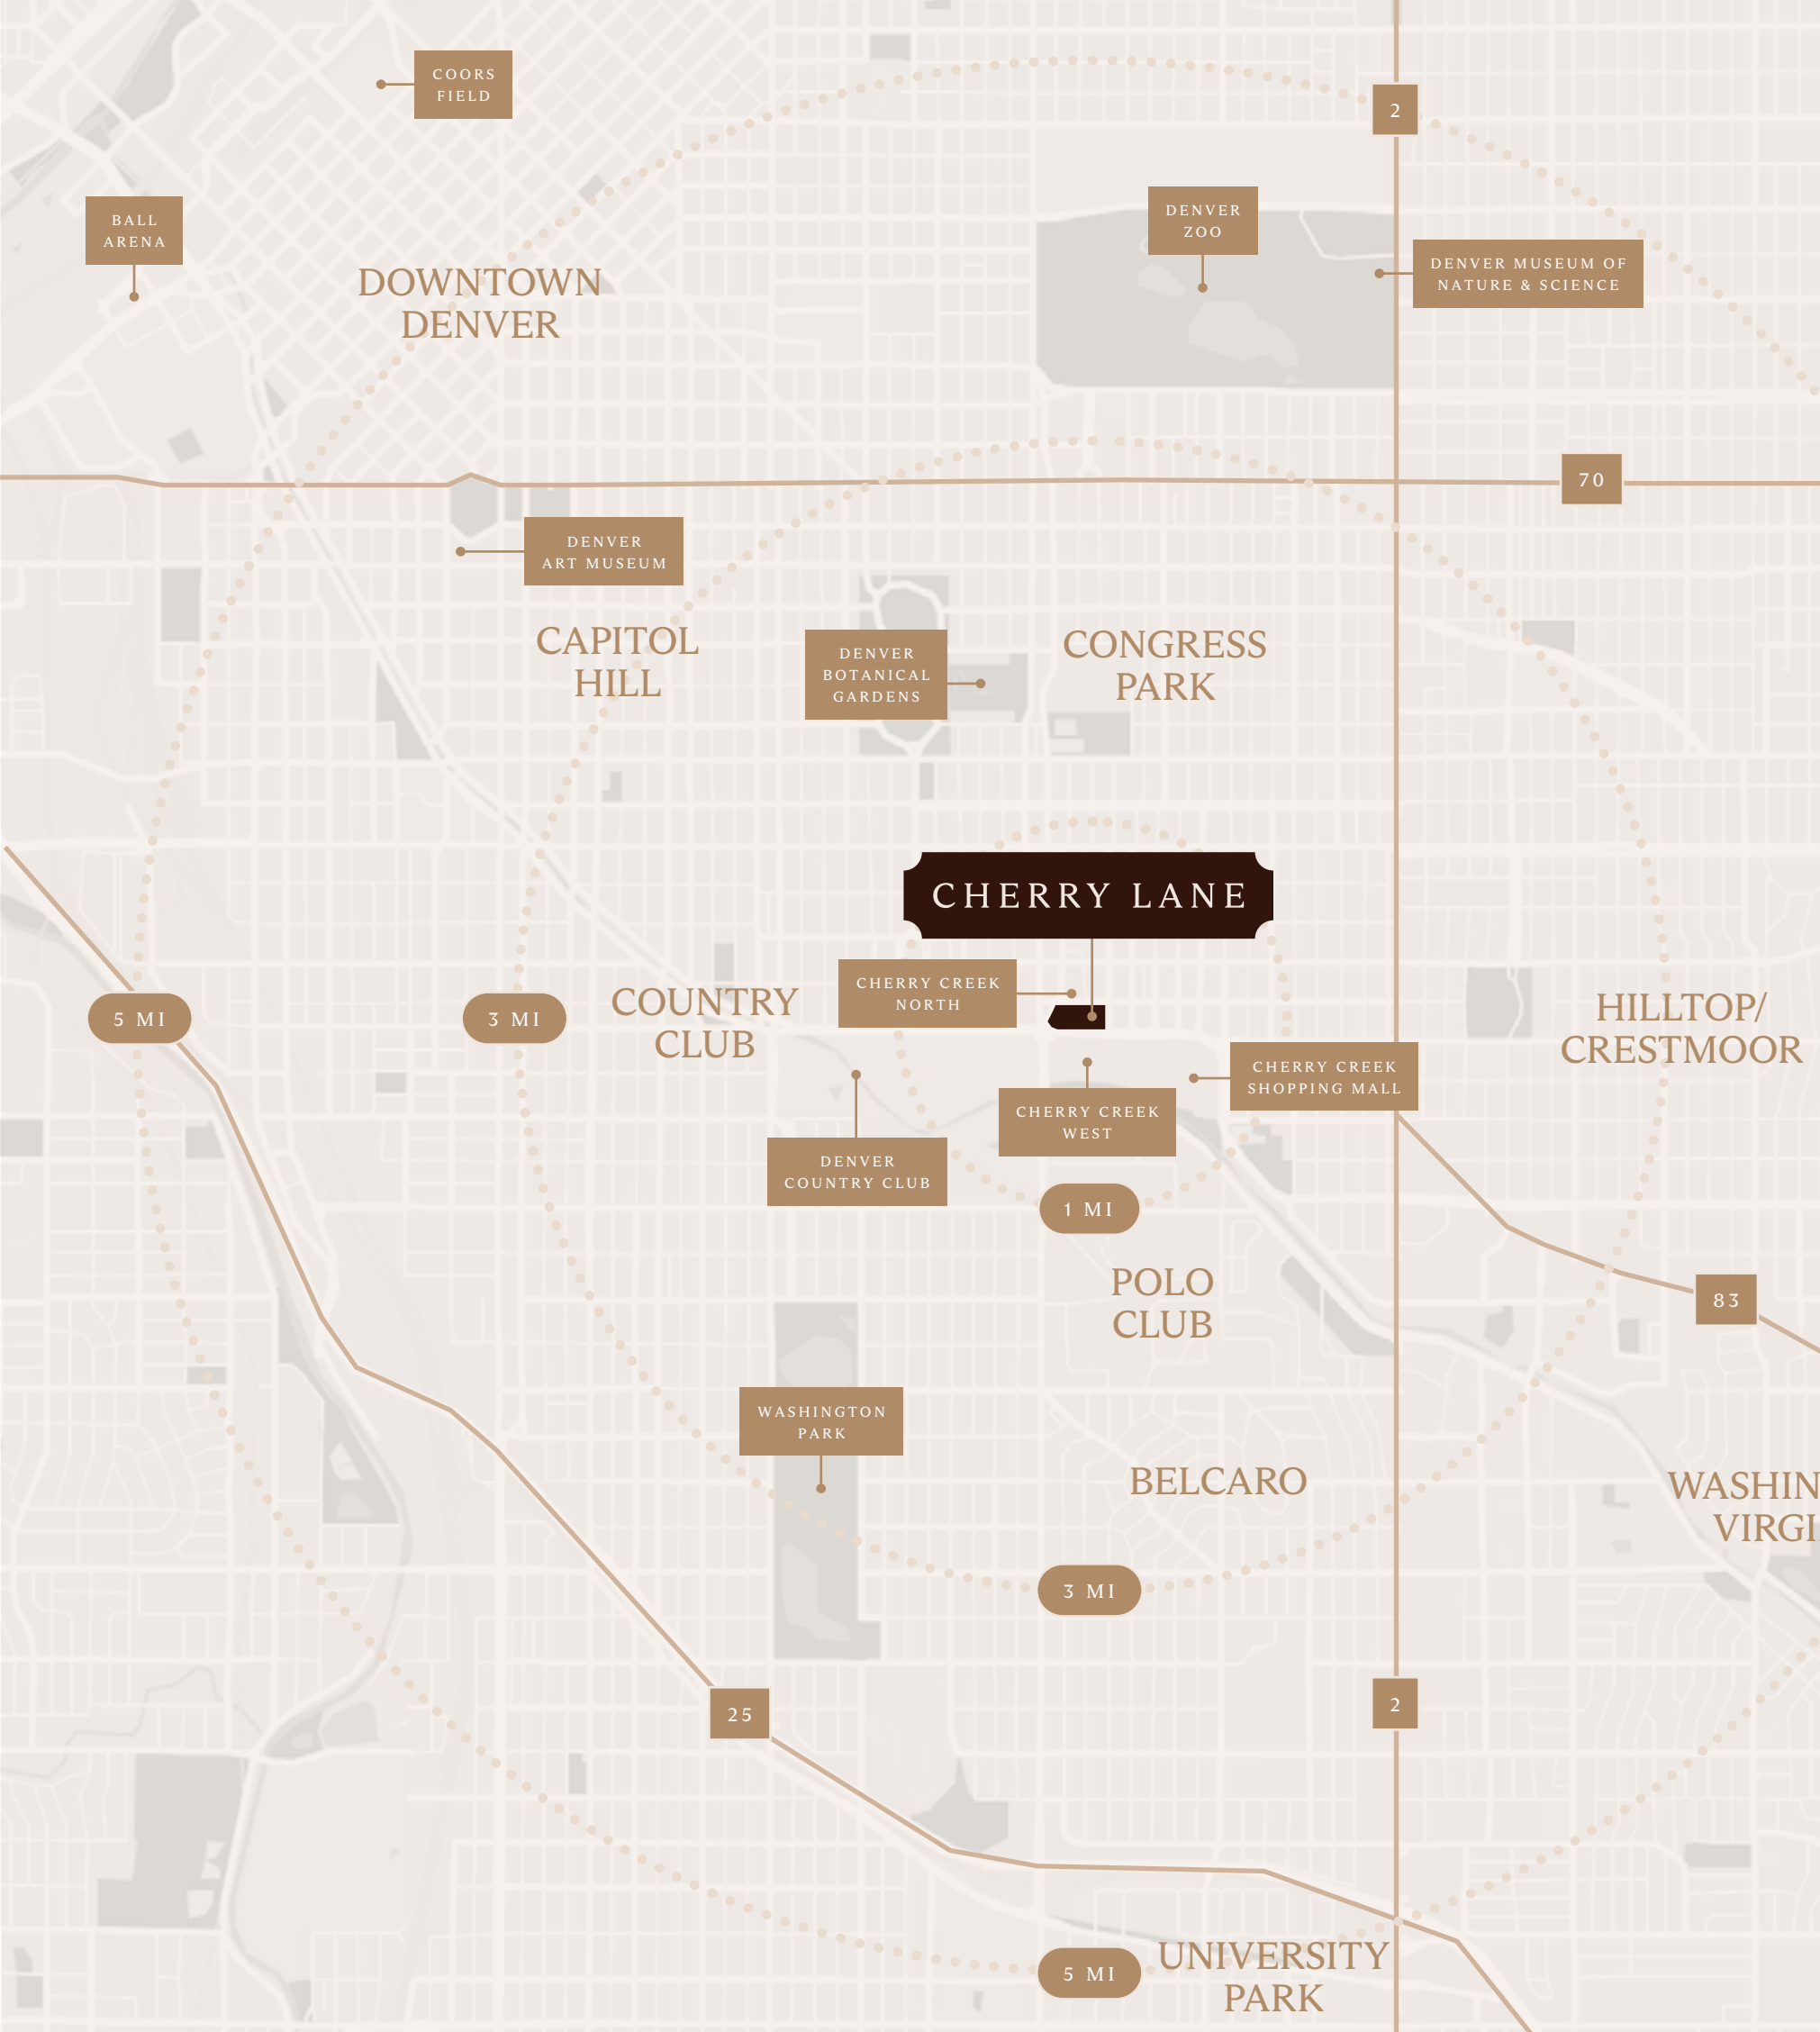 COORS
FIELD
2
BALL
ARENA
DENVER
ZOO
DENVER MUSEUM OF
NATURE & SCIENCE
DOWNTOWN
DENVER
70
DENVER
ART MUSEUM
CAPITOL
HILL
DENVER
BOTANICAL
GARDENS
CONGRESS
PARK
CHERRY LANE
CHERRY CREEK
NORTH
5 MI
3 MI
COUNTRY
CLUB
HILLTOP/
CRESTMOOR
CHERRY CREEK
SHOPPING MALL
CHERRY CREEK
WEST
DENVER
COUNTRY CLUB
1 MI
POLO
CLUB
83
WASHINGTON
PARK
BELCARO
WASHIN
VIRGI
3 MI
25
2
5 MI
UNIVERSITY
PARK